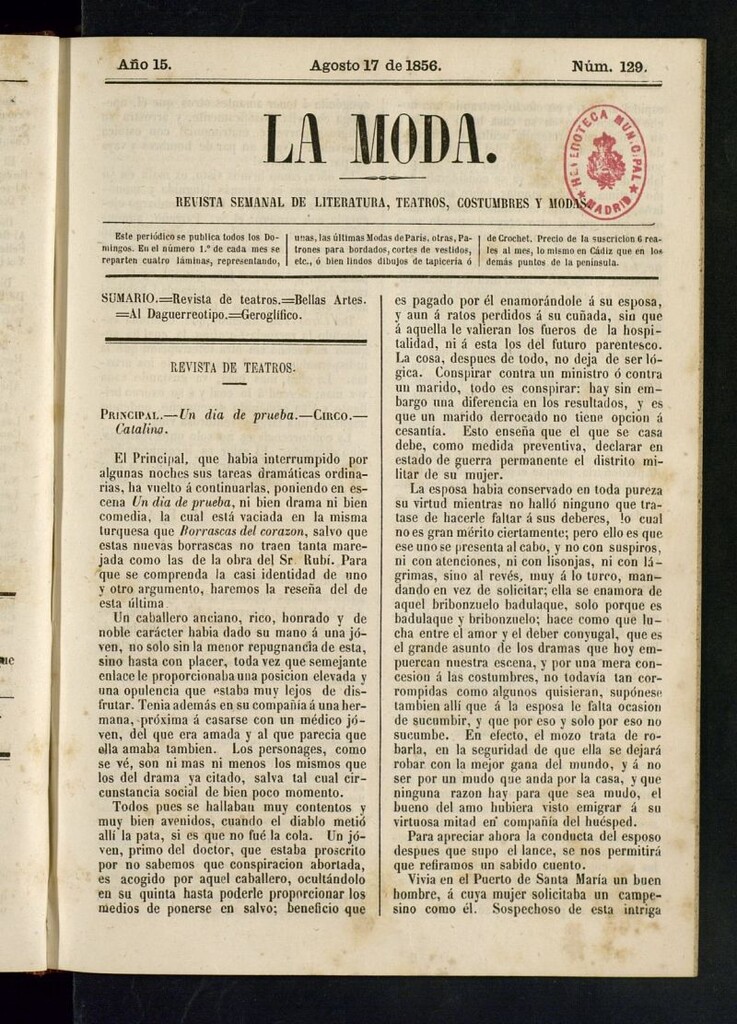 Año 15.
Agosto 17 de 1856.
Núm. 129.
LA MODA.
REVISTA SEMANAL DE LITERATURA, TEATROS, COSTUMBRES Y MODAS.
HEMEROTECA MUNICIPAL
★ MADRID ★
Este periódico se publica todos los Do-
mingos. En el número 1.º de cada mes se
reparten cuatro láminas, representando,
unas, las últimas Modas de París, otras, Pa-
trones para bordados, cortes de vestidos,
etc., ó bien lindos dibujos de tapicería ó
de Crochet. Precio de la suscricion 6 rea-
les al mes, lo mismo en Cádiz que en los
demás puntos de la península.
SUMARIO.=Revista de teatros.=Bellas Artes.
=Al Daguerreotipo.=Geroglífico.
REVISTA DE TEATROS.
PRINCIPAL.—Un dia de prueba.—CIRCO.—
Catalina.
El Principal, que habia interrumpido por
algunas noches sus tareas dramáticas ordina-
rias, ha vuelto á continuarlas, poniendo en es-
cena Un dia de prueba, ni bien drama ni bien
comedia, la cual está vaciada en la misma
turquesa que Borrascas del corazon, salvo que
estas nuevas borrascas no traen tanta mare-
jada como las de la obra del Sr. Rubí. Para
que se comprenda la casi identidad de uno
y otro argumento, haremos la reseña del de
esta última.
Un caballero anciano, rico, honrado y de
noble carácter habia dado su mano á una jó-
ven, no solo sin la menor repugnancia de esta,
sino hasta con placer, toda vez que semejante
enlace le proporcionaba una posicion elevada y
una opulencia que estaba muy lejos de dis-
frutar. Tenia además en su compañía á una her-
mana, próxima á casarse con un médico jó-
ven, del que era amada y al que parecia que
ella amaba tambien. Los personages, como
se vé, son ni mas ni menos los mismos que
los del drama ya citado, salva tal cual cir-
cunstancia social de bien poco momento.
Todos pues se hallaban muy contentos y
muy bien avenidos, cuando el diablo metió
allí la pata, si es que no fué la cola. Un jó-
ven, primo del doctor, que estaba proscrito
por no sabemos que conspiracion abortada,
es acogido por aquel caballero, ocultándolo
en su quinta hasta poderle proporcionar los
medios de ponerse en salvo; beneficio que
es pagado por él enamorándole á su esposa,
y aun á ratos perdidos á su cuñada, sin que
á aquella le valieran los fueros de la hospi-
talidad, ni á esta los del futuro parentesco.
La cosa, despues de todo, no deja de ser ló-
gica. Conspirar contra un ministro ó contra
un marido, todo es conspirar: hay sin em-
bargo una diferencia en los resultados, y es
que un marido derrocado no tiene opcion á
cesantía. Esto enseña que el que se casa
debe, como medida preventiva, declarar en
estado de guerra permanente el distrito mi-
litar de su mujer.
La esposa habia conservado en toda pureza
su virtud mientras no halló ninguno que tra-
tase de hacerle faltar á sus deberes, lo cual
no es gran mérito ciertamente; pero ello es que
ese uno se presenta al cabo, y no con suspiros,
ni con atenciones, ni con lisonjas, ni con lá-
grimas, sino al revés, muy á lo turco, man-
dando en vez de solicitar; ella se enamora de
aquel bribonzuelo badulaque, solo porque es
badulaque y bribonzuelo; hace como que lu-
cha entre el amor y el deber conyugal, que es
el grande asunto de los dramas que hoy em-
puercan nuestra escena, y por una mera con-
cesion á las costumbres, no todavía tan cor-
rompidas como algunos quisieran, supónese
tambien allí que á la esposa le falta ocasion
de sucumbir, y que por eso y solo por eso no
sucumbe. En efecto, el mozo trata de ro-
barla, en la seguridad de que ella se dejará
robar con la mejor gana del mundo, y á no
ser por un mudo que anda por la casa, y que
ninguna razon hay para que sea mudo, el
bueno del amo hubiera visto emigrar á su
virtuosa mitad en compañía del huésped.
Para apreciar ahora la conducta del esposo
despues que supo el lance, se nos permitirá
que refiramos un sabido cuento.
Vivia en el Puerto de Santa María un buen
hombre, á cuya mujer solicitaba un campe-
sino como él. Sospechoso de esta intriga